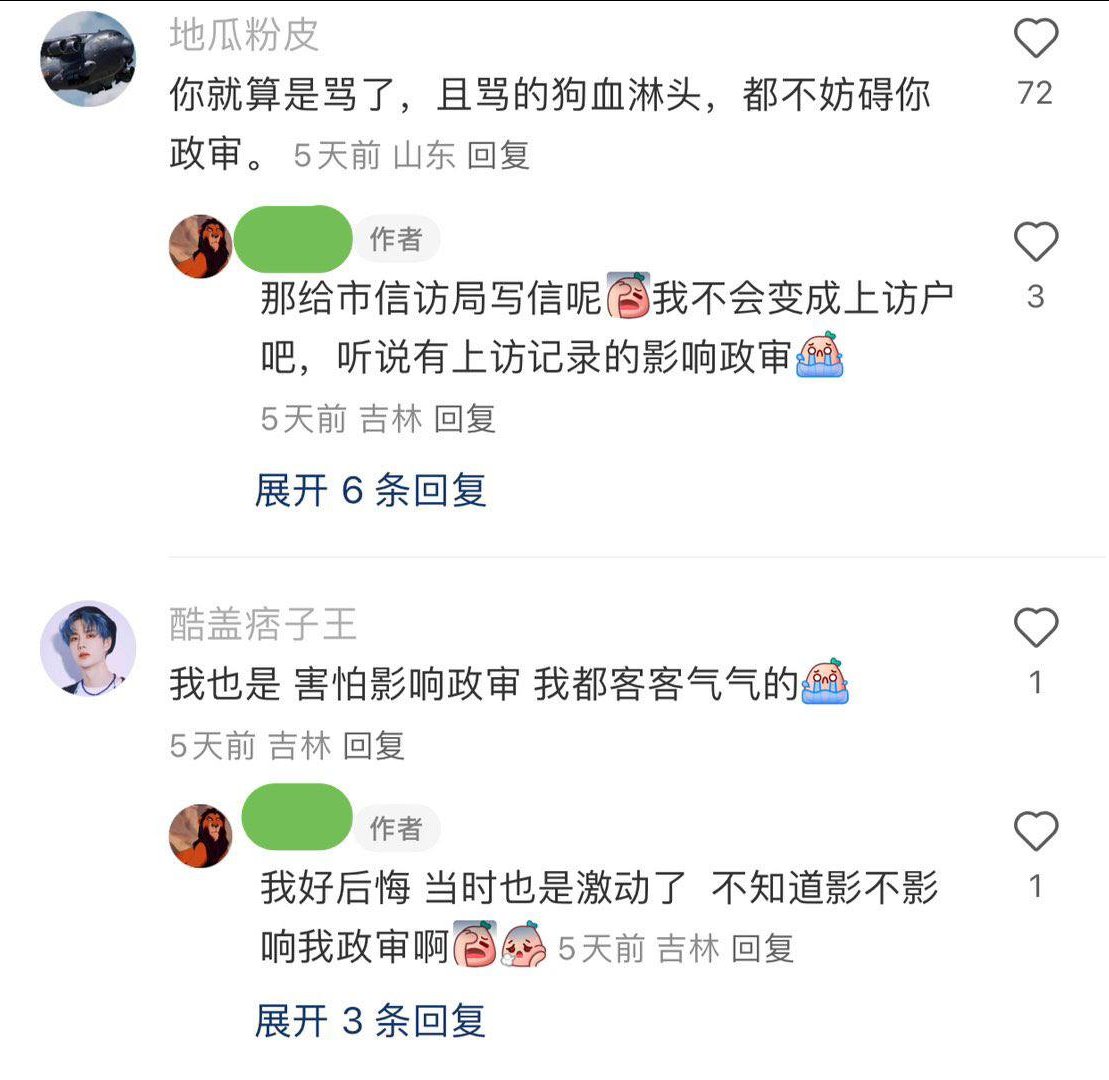 地瓜粉皮
72
你就算是骂了，且骂的狗血淋头，都不妨碍你
政审。 5天前 山东 回复
作者
3
那给市信访局写信呢我不会变成上访户
吧，听说有上访记录的影响政审
5天前 吉林 回复
展开 6 条回复
酷盖痞子王
1
我也是 害怕影响政审 我都客客气气的
5天前 吉林 回复
作者
1
我好后悔 当时也是激动了 不知道影不影
响我政审啊 5天前 吉林 回复
展开 3 条回复